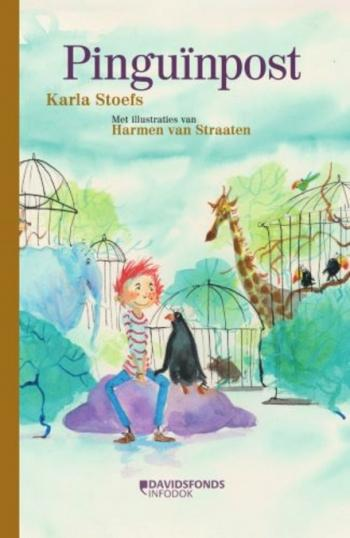 Pinguïnpost
Karla Stoefs
Met illustraties van
Harmen van Straaten
DAVIDSFONDS
INFODOK